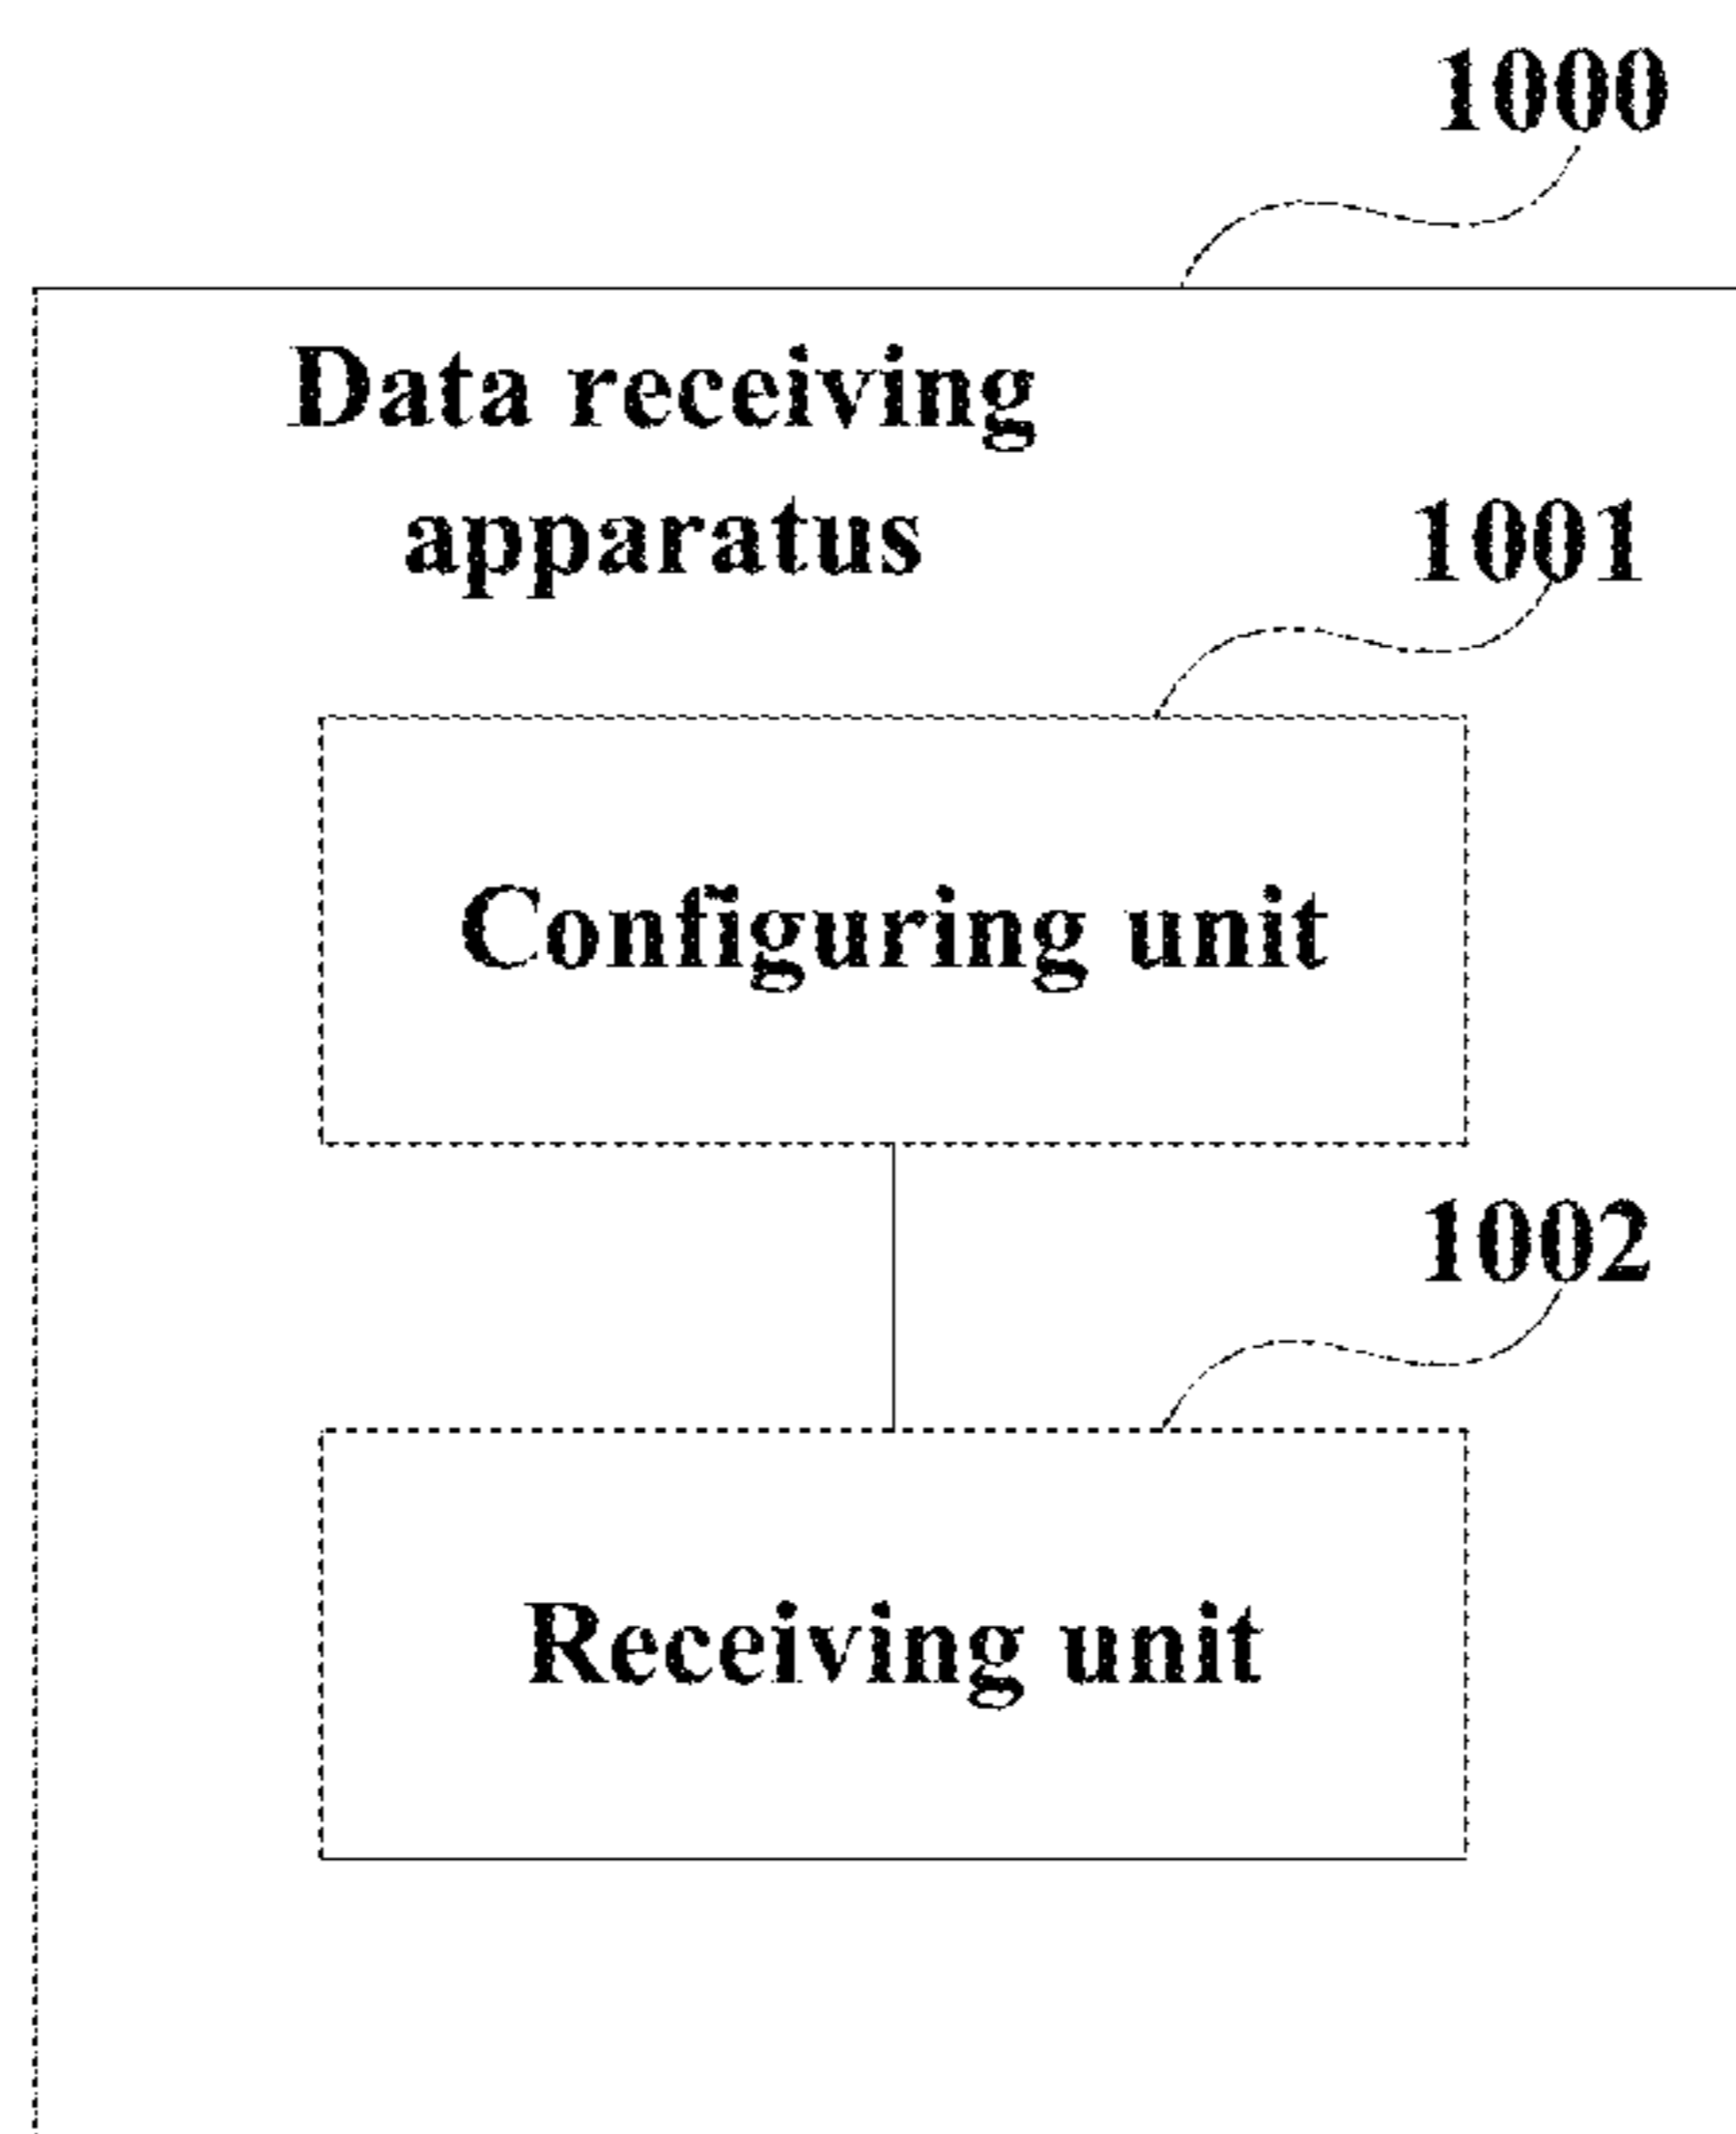 1000
Data receiving
apparatus
1001
Configuring unit
1002
Receiving unit